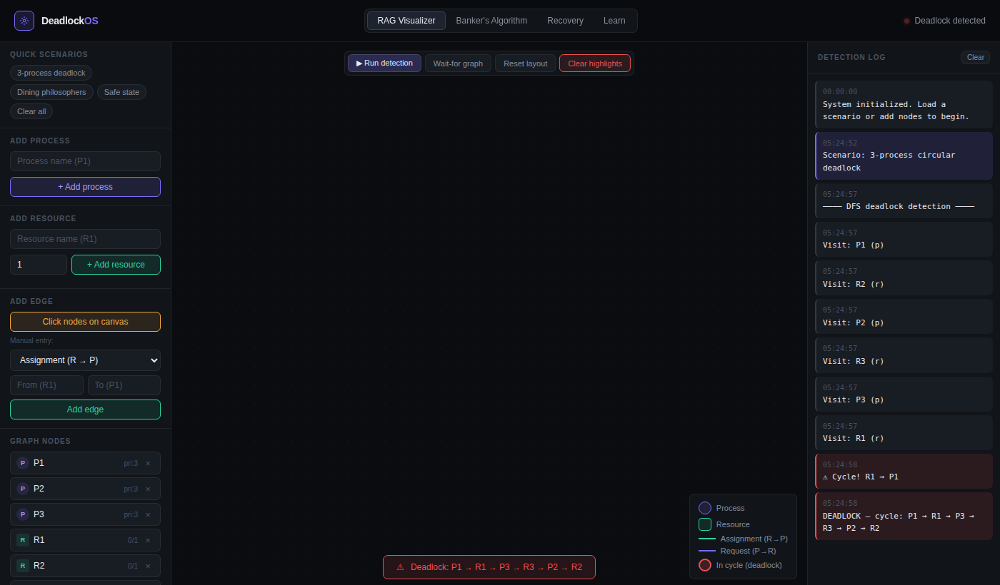 DeadlockOS
RAG Visualizer
Banker's Algorithm
Recovery
Learn
Deadlock detected
QUICK SCENARIOS
3-process deadlock
Dining philosophers
Safe state
Clear all
ADD PROCESS
Process name (P1)
+ Add process
ADD RESOURCE
Resource name (R1)
1
+ Add resource
ADD EDGE
Click nodes on canvas
Manual entry:
Assignment (R → P)
From (R1)
To (P1)
Add edge
GRAPH NODES
P P1 pri:3 ×
P P2 pri:3 ×
P P3 pri:3 ×
R R1 0/1 ×
R R2 0/1 ×
▶ Run detection
Wait-for graph
Reset layout
Clear highlights
Process
Resource
Assignment (R→P)
Request (P→R)
In cycle (deadlock)
⚠ Deadlock: P1 → R1 → P3 → R3 → P2 → R2
DETECTION LOG
Clear
00:00:00
System initialized. Load a
scenario or add nodes to begin.
05:24:52
Scenario: 3-process circular
deadlock
05:24:57
──── DFS deadlock detection ────
05:24:57
Visit: P1 (p)
05:24:57
Visit: R2 (r)
05:24:57
Visit: P2 (p)
05:24:57
Visit: R3 (r)
05:24:57
Visit: P3 (p)
05:24:57
Visit: R1 (r)
05:24:58
⚠ Cycle! R1 → P1
05:24:58
DEADLOCK — cycle: P1 → R1 → P3 →
R3 → P2 → R2